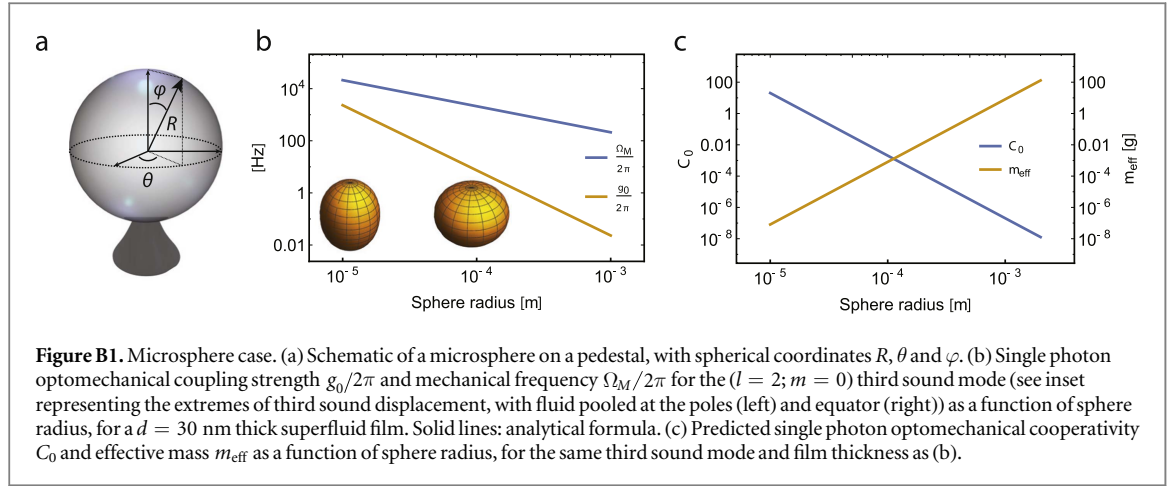 a
φ
R
θ
b
[Hz]
10⁴
100
1
0.01
Ω_M/2π
g₀/2π
10⁻⁵
10⁻⁴
10⁻³
Sphere radius [m]
c
C₀
100
1
0.01
10⁻⁴
10⁻⁶
10⁻⁸
C₀
m_eff
100
1
0.01
10⁻⁴
10⁻⁶
10⁻⁸
m_eff [g]
10⁻⁵
10⁻⁴
10⁻³
Sphere radius [m]
Figure B1. Microsphere case. (a) Schematic of a microsphere on a pedestal, with spherical coordinates R, θ and φ. (b) Single photon
optomechanical coupling strength g₀/2π and mechanical frequency Ω_M/2π for the (l = 2; m = 0) third sound mode (see inset
representing the extremes of third sound displacement, with fluid pooled at the poles (left) and equator (right)) as a function of sphere
radius, for a d = 30 nm thick superfluid film. Solid lines: analytical formula. (c) Predicted single photon optomechanical cooperativity
C₀ and effective mass m_eff as a function of sphere radius, for the same third sound mode and film thickness as (b).